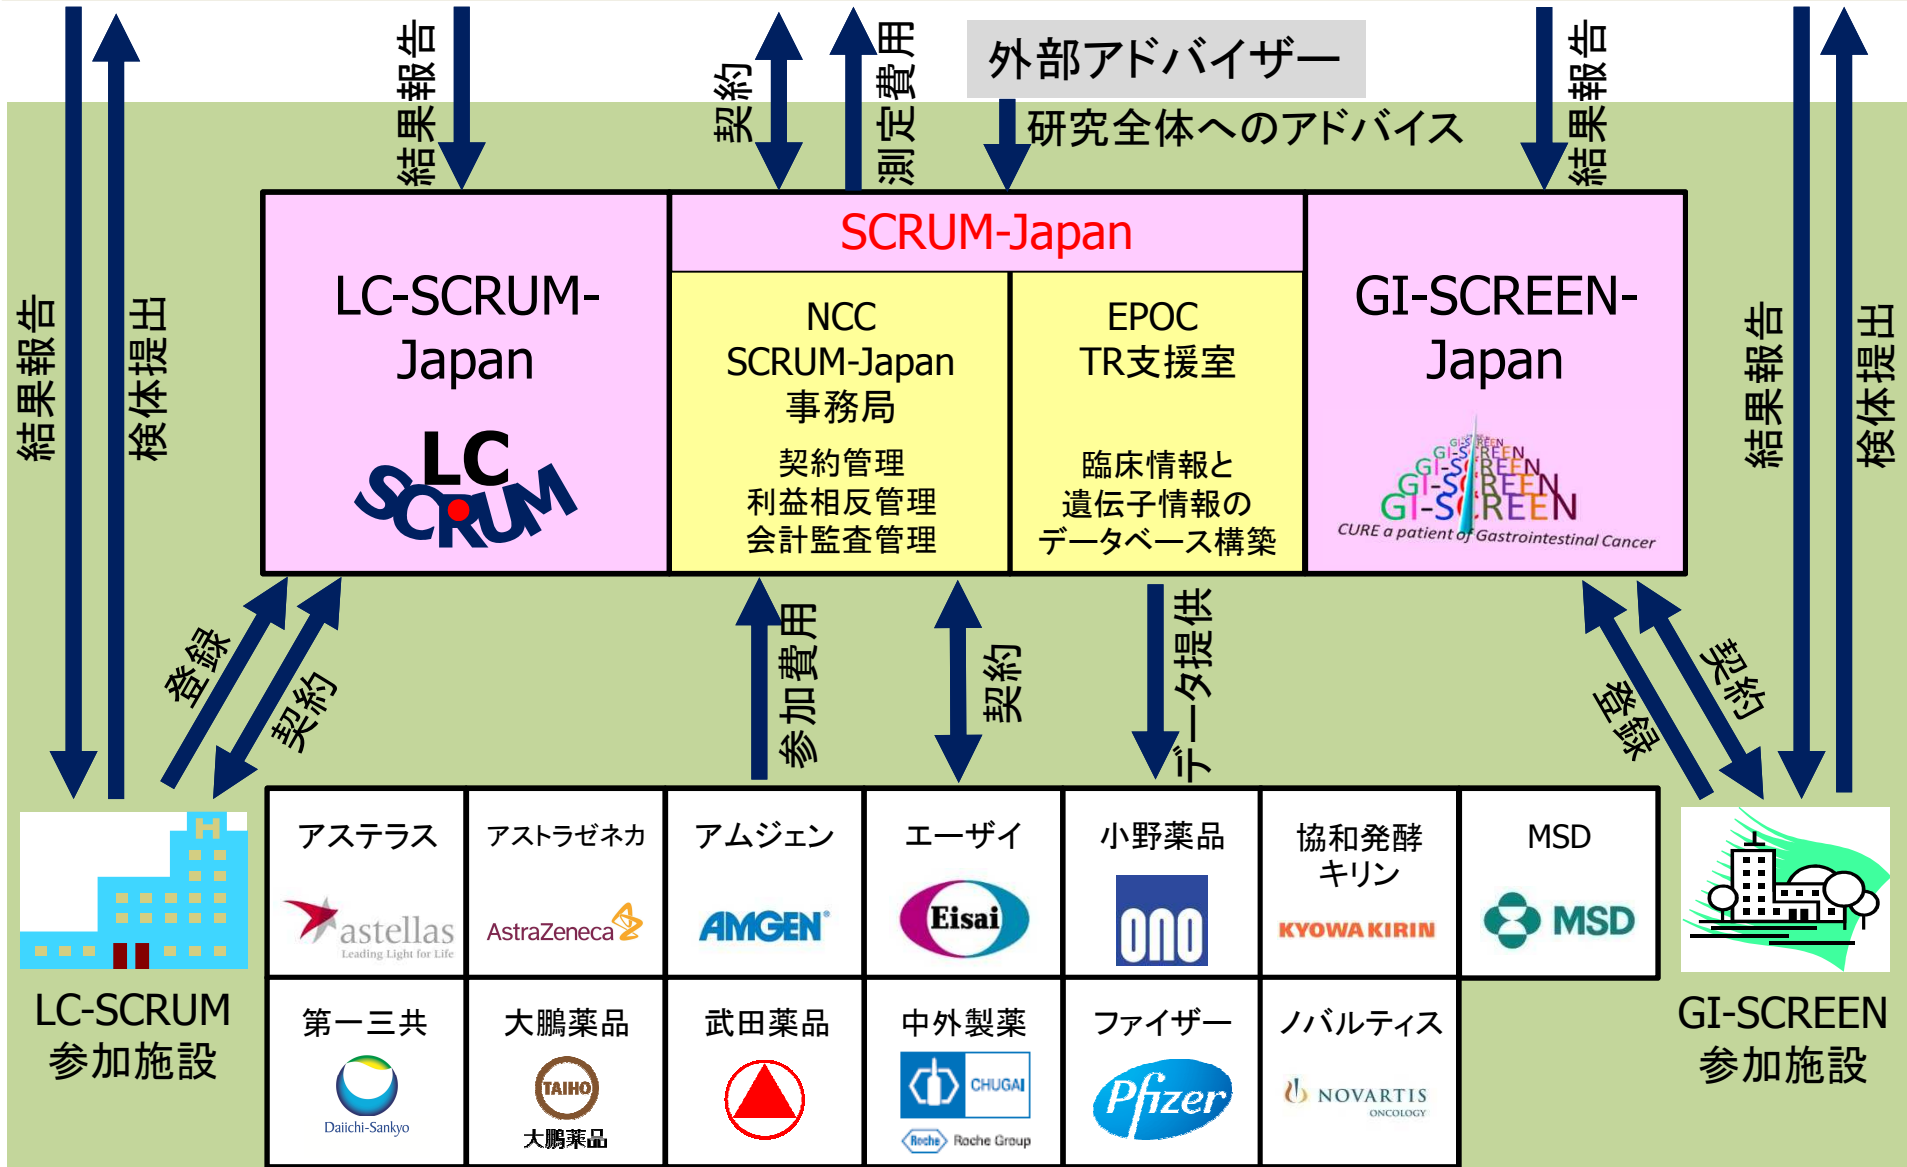 結果報告
検体提出
結果報告
契約
測定費用
外部アドバイザー
研究全体へのアドバイス
結果報告
結果報告
検体提出
LC-SCRUM-
Japan
LC
SCRUM
SCRUM-Japan
NCC
SCRUM-Japan
事務局
契約管理
利益相反管理
会計監査管理
EPOC
TR支援室
臨床情報と
遺伝子情報の
データベース構築
GI-SCREEN-
Japan
GI-SCREEN
GI-SCREEN
GI-SCREEN
GI-SCREEN
CURE a patient of Gastrointestinal Cancer
登録
契約
参加費用
契約
データ提供
登録
契約
H
LC-SCRUM
参加施設
アステラス
astellas
Leading Light for Life
アストラゼネカ
AstraZeneca
アムジェン
AMGEN®
エーザイ
Eisai
小野薬品
ono
協和発酵
キリン
KYOWA KIRIN
MSD
MSD
第一三共
Daiichi-Sankyo
大鵬薬品
TAIHO
大鵬薬品
武田薬品
中外製薬
CHUGAI
Roche Roche Group
ファイザー
Pfizer
ノバルティス
NOVARTIS
ONCOLOGY
GI-SCREEN
参加施設